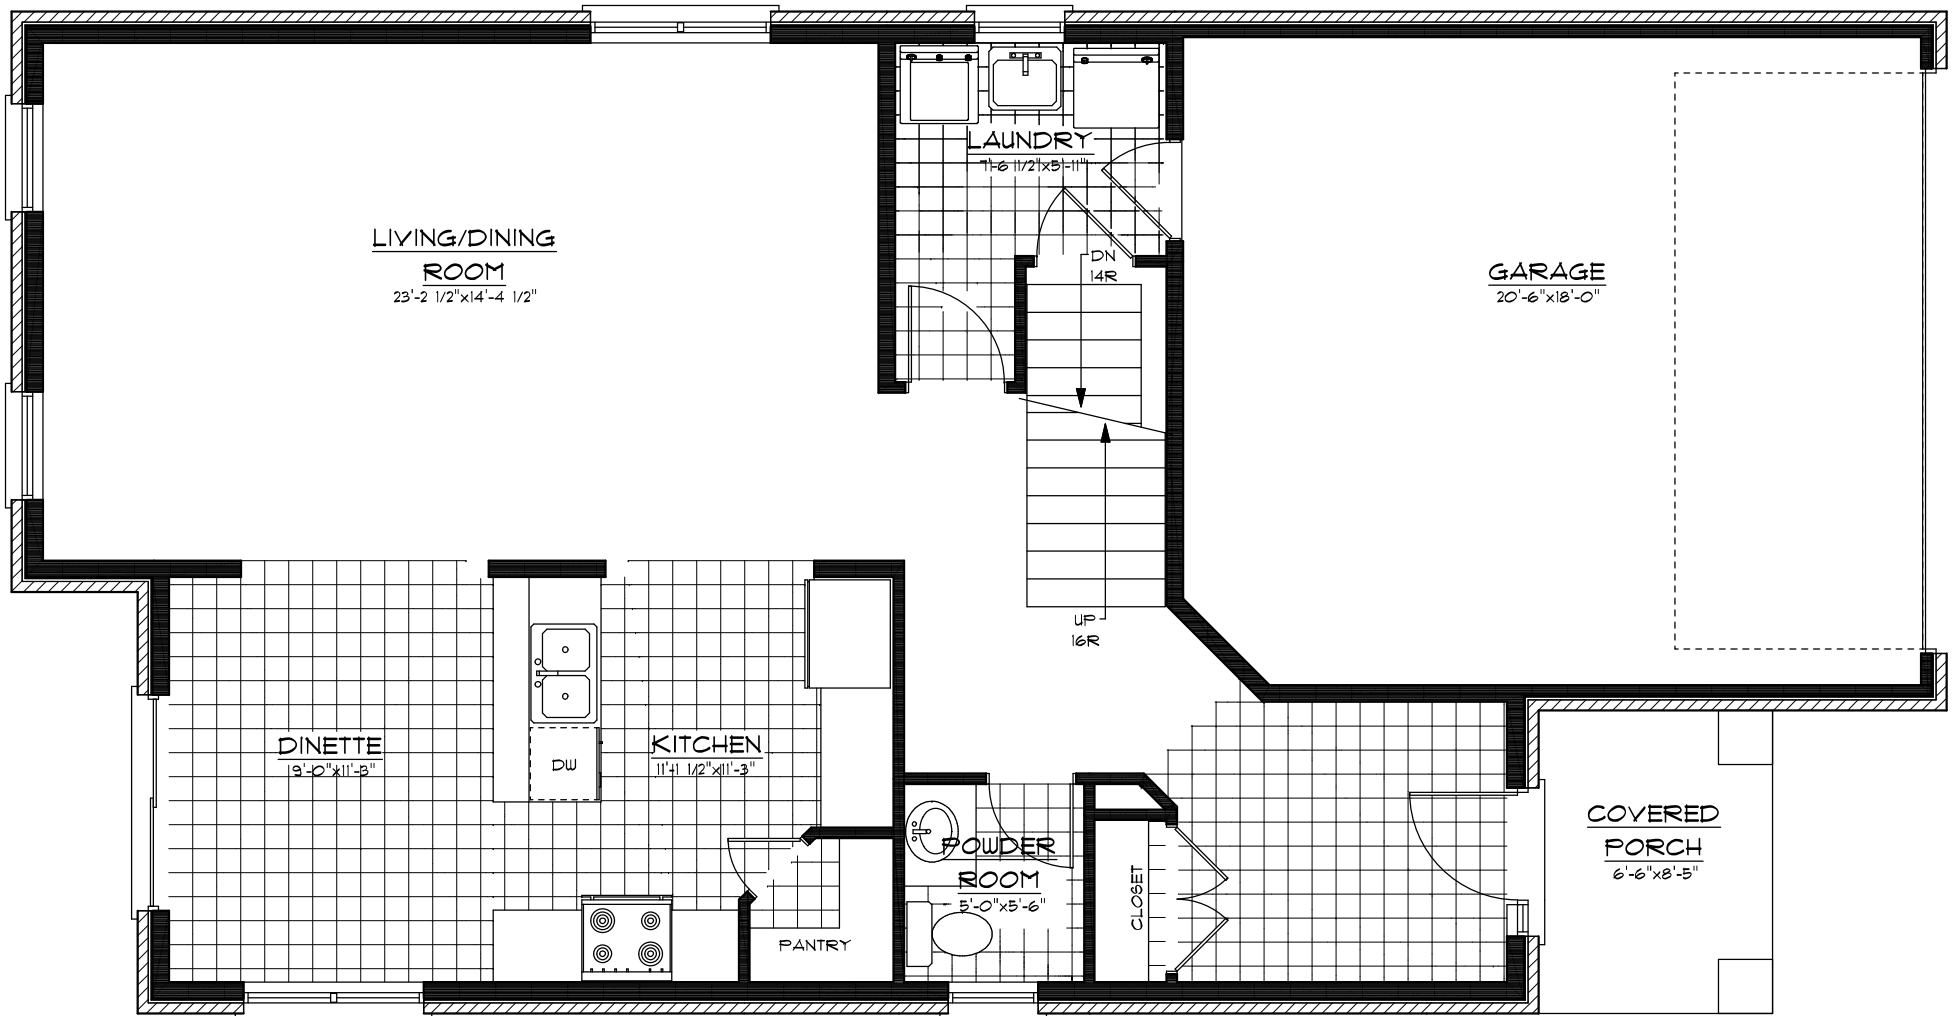 LAUNDRY
7'-6 1/2"x5'-11"
LIVING/DINING
ROOM
23'-2 1/2"x14'-4 1/2"
DN
14R
GARAGE
20'-6"x18'-0"
UP
16R
DINETTE
9'-0"x11'-3"
KITCHEN
11'-1 1/2"x11'-3"
DW
COVERED
PORCH
6'-6"x8'-5"
POWDER
ROOM
5'-0"x5'-6"
CLOSET
PANTRY